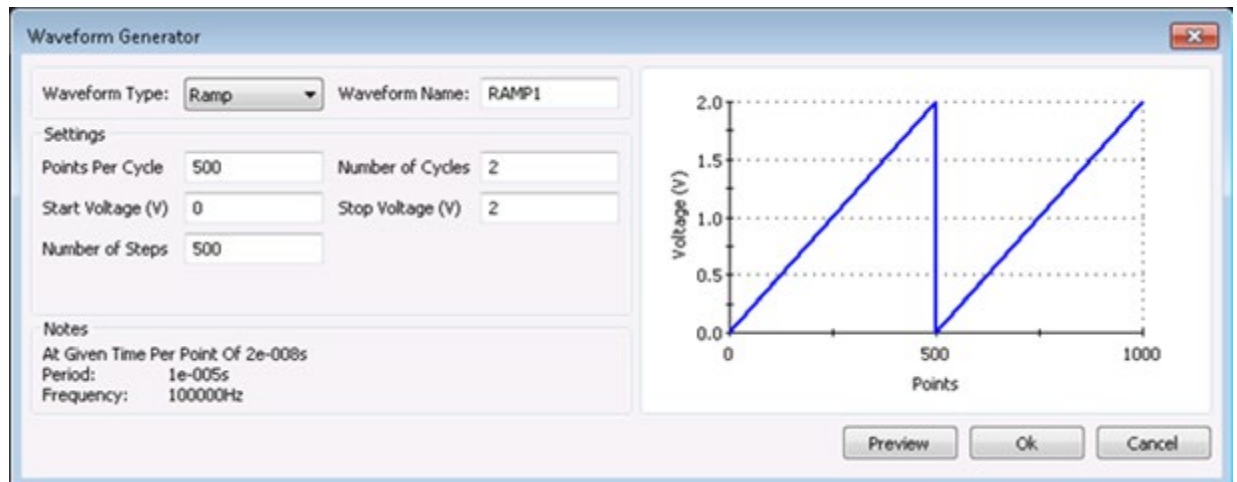 Waveform Generator
Waveform Type: Ramp Waveform Name: RAMP1
Settings
Points Per Cycle 500 Number of Cycles 2
Start Voltage (V) 0 Stop Voltage (V) 2
Number of Steps 500
Notes
At Given Time Per Point Of 2e-008s
Period: 1e-005s
Frequency: 100000Hz
Voltage (V)
2.0
1.5
1.0
0.5
0.0
0 500 1000
Points
Preview Ok Cancel